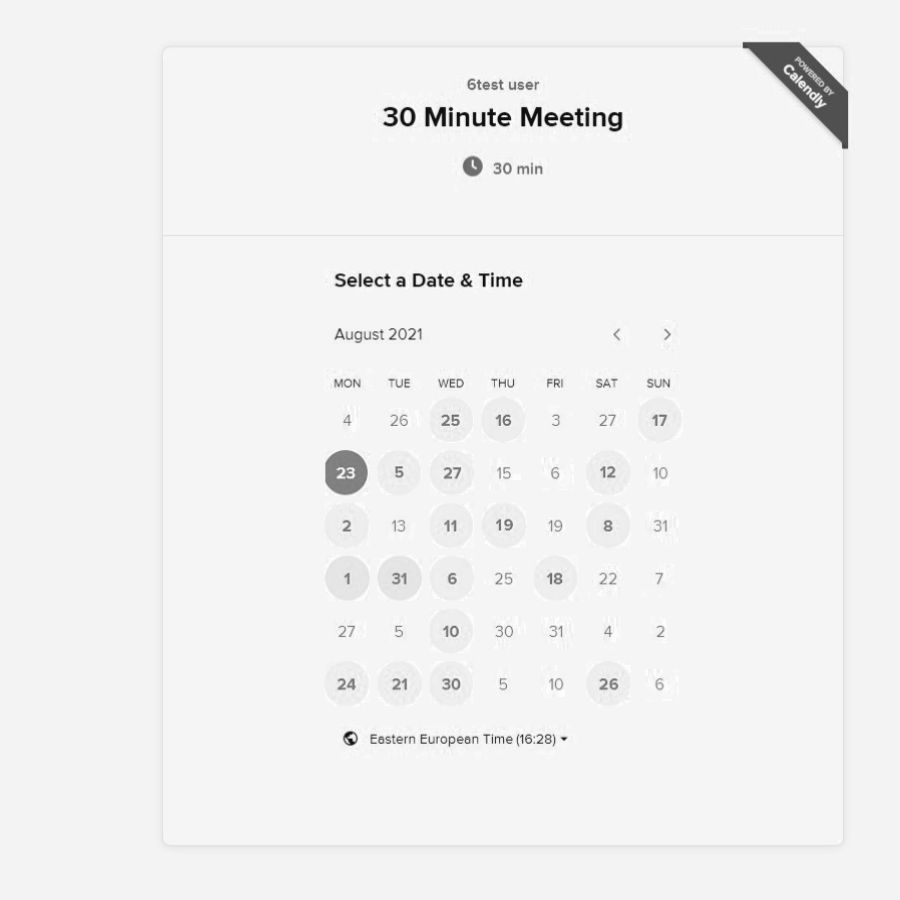 POWERED BY
Calendly
6test user
30 Minute Meeting
30 min
Select a Date & Time
August 2021
MON TUE WED THU FRI SAT SUN
4 26 25 16 3 27 17
23 5 27 15 6 12 10
2 13 11 19 19 8 31
1 31 6 25 18 22 7
27 5 10 30 31 4 2
24 21 30 5 10 26 6
Eastern European Time (16:28)